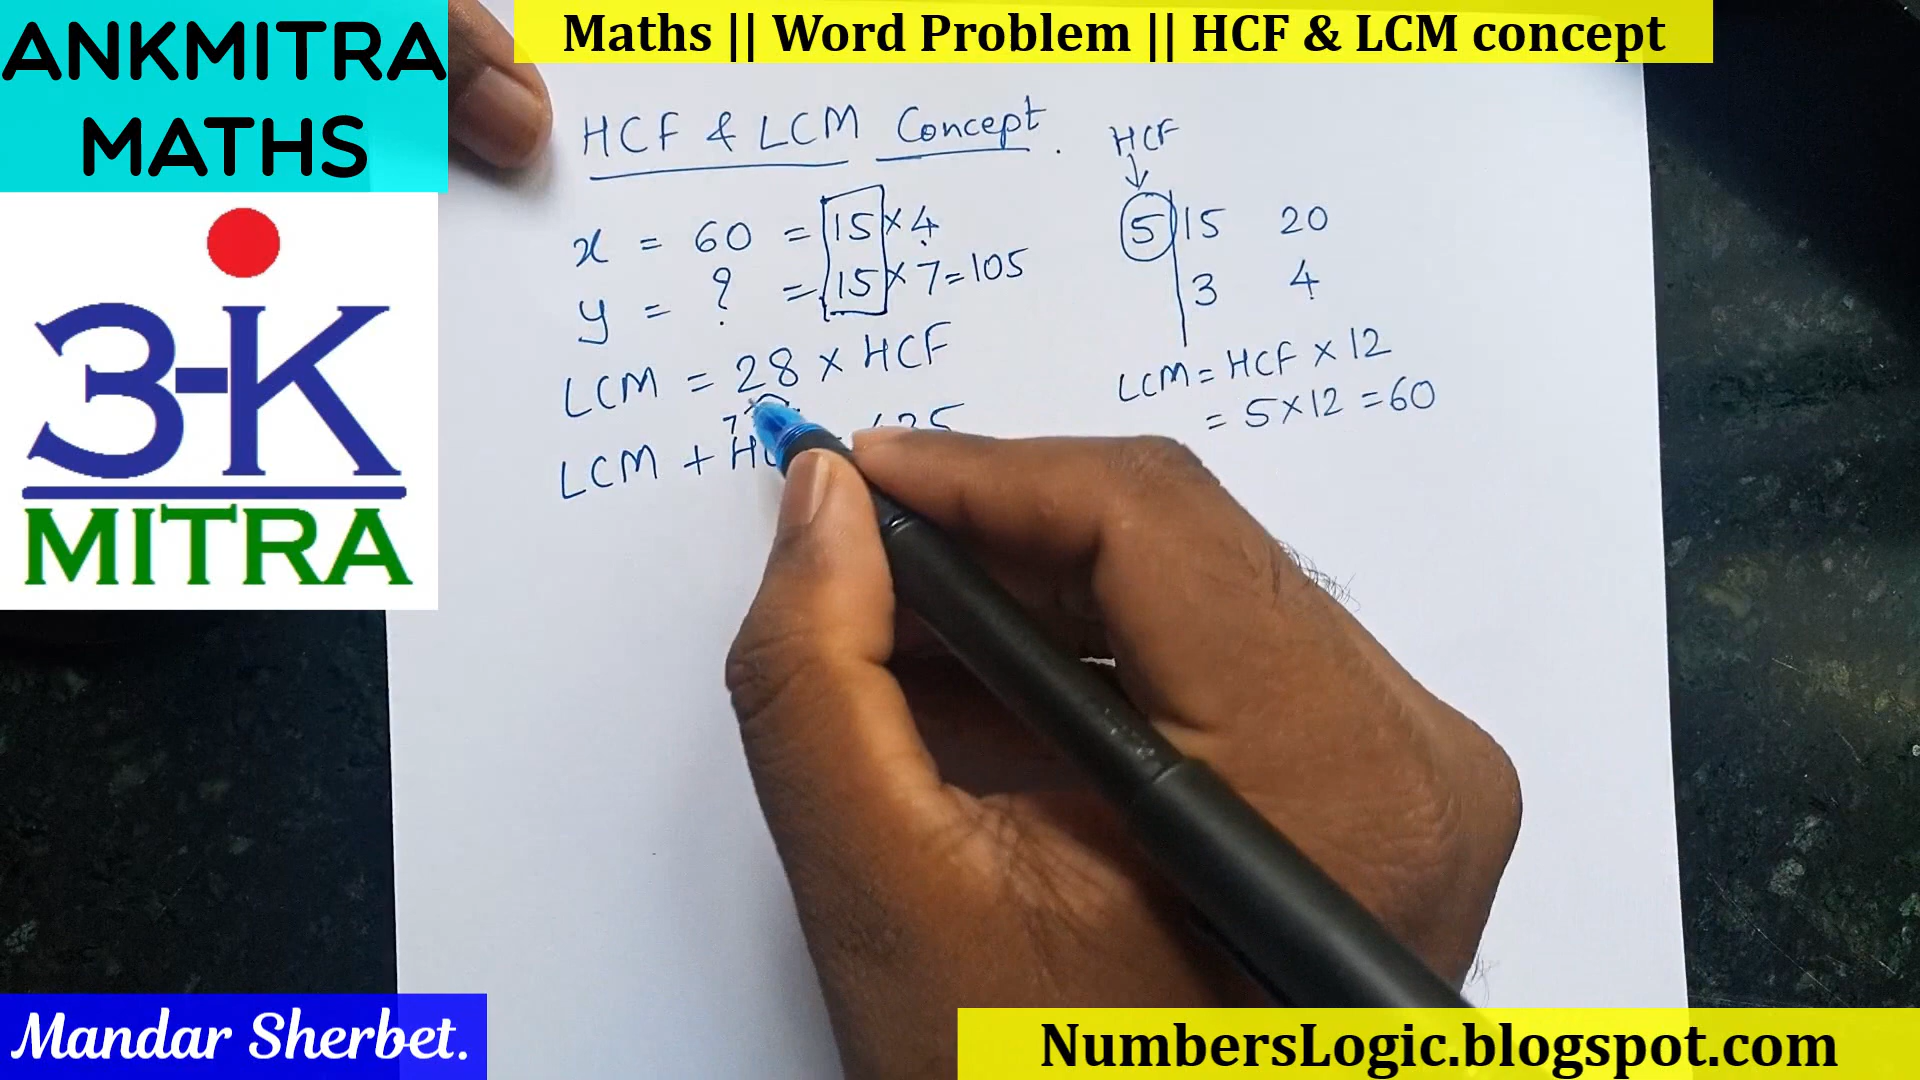 ANKMITRA
MATHS
Maths || Word Problem || HCF & LCM concept
3-K
MITRA
HCF & LCM Concept.
x = 60 = 15 × 4
y = ? = 15 × 7 = 105
LCM = 28 × HCF
7
LCM + H
HCF
5 15 20
3 4
LCM = HCF × 12
= 5 × 12 = 60
Mandar Sherbet.
NumbersLogic.blogspot.com